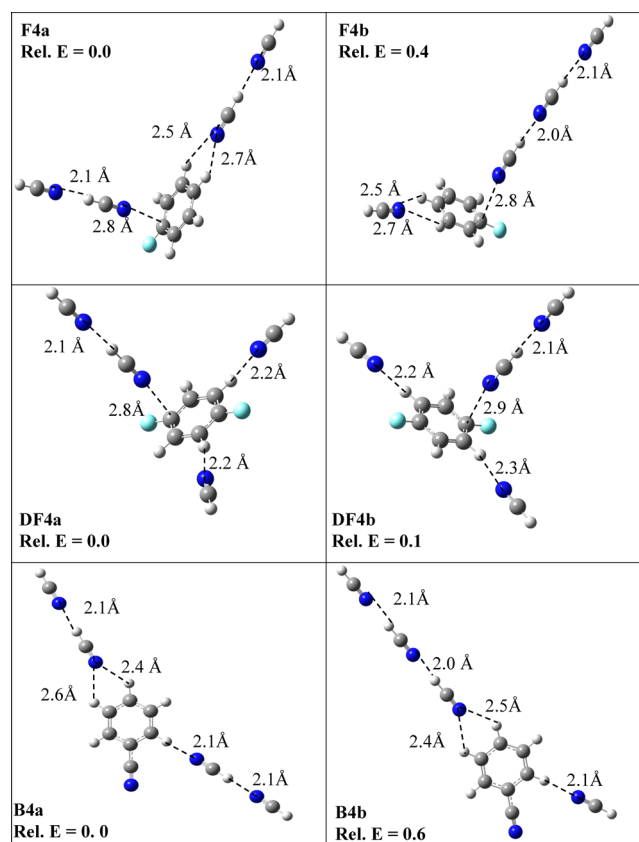 F4a
Rel. E = 0.0
2.1Å
2.5 Å
2.7Å
2.1 Å
2.8 Å
F4b
Rel. E = 0.4
2.1Å
2.0Å
2.8 Å
2.5 Å
2.7 Å
2.1 Å
2.2Å
2.8Å
2.2 Å
DF4a
Rel. E = 0.0
2.1Å
2.2 Å
2.9 Å
2.3Å
DF4b
Rel. E = 0.1
2.1Å
2.4 Å
2.6Å
2.1Å
2.1Å
B4a
Rel. E = 0. 0
2.1Å
2.0 Å
2.5Å
2.4Å
2.1Å
B4b
Rel. E = 0.6